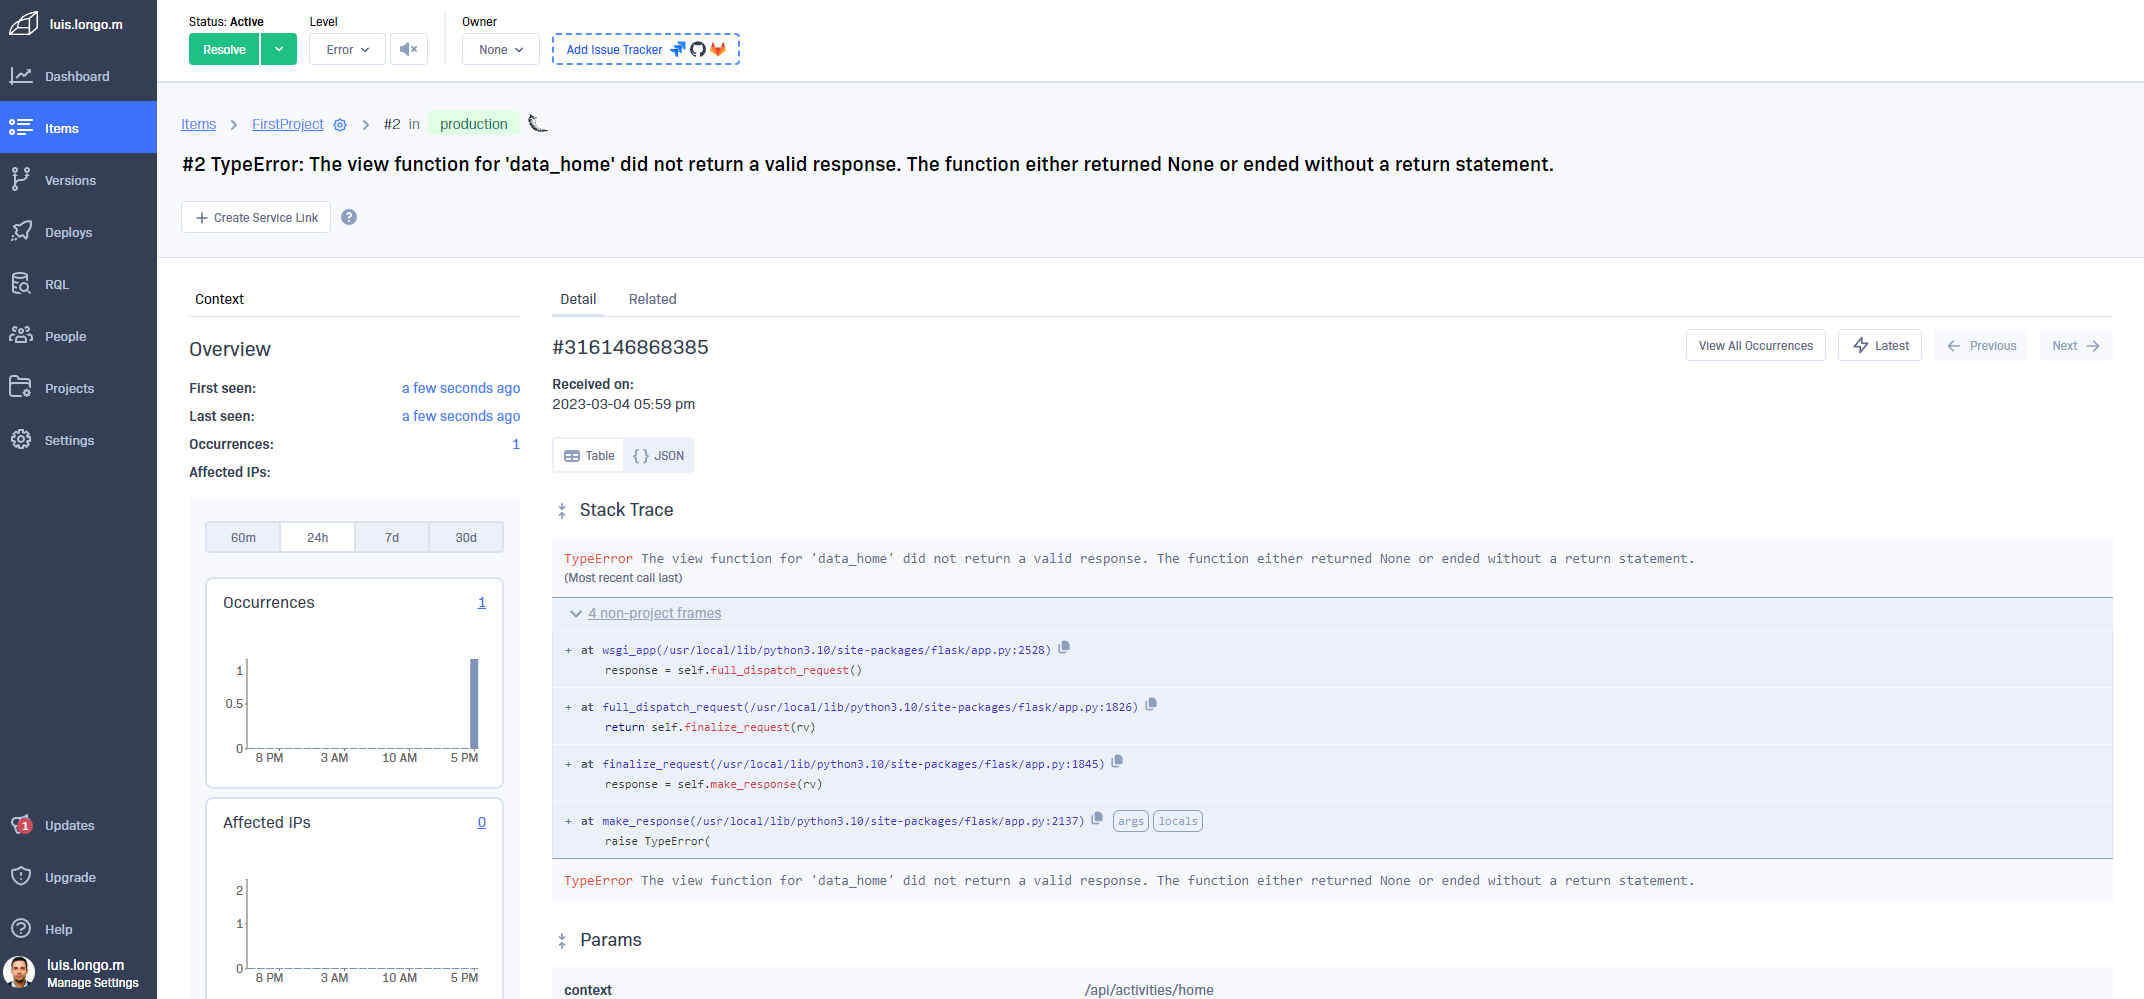 luis.longo.m
Dashboard
Items
Versions
Deploys
RQL
People
Projects
Settings
1
Updates
Upgrade
Help
luis.longo.m
Manage Settings
Status: Active
Level
Owner
Resolve
Error
None
Add Issue Tracker
Items > FirstProject > #2 in production
#2 TypeError: The view function for 'data_home' did not return a valid response. The function either returned None or ended without a return statement.
+ Create Service Link ?
Context
Overview
First seen: a few seconds ago
Last seen: a few seconds ago
Occurrences: 1
Affected IPs:
60m 24h 7d 30d
Occurrences 1
1
0.5
0
8 PM 3 AM 10 AM 5 PM
Affected IPs 0
2
1
0
8 PM 3 AM 10 AM 5 PM
Detail Related
#316146868385
View All Occurrences Latest ← Previous Next →
Received on:
2023-03-04 05:59 pm
Table { } JSON
Stack Trace
TypeError The view function for 'data_home' did not return a valid response. The function either returned None or ended without a return statement.
(Most recent call last)
4 non-project frames
+ at wsgi_app(/usr/local/lib/python3.10/site-packages/flask/app.py:2528)
response = self.full_dispatch_request()
+ at full_dispatch_request(/usr/local/lib/python3.10/site-packages/flask/app.py:1826)
return self.finalize_request(rv)
+ at finalize_request(/usr/local/lib/python3.10/site-packages/flask/app.py:1845)
response = self.make_response(rv)
+ at make_response(/usr/local/lib/python3.10/site-packages/flask/app.py:2137) args locals
raise TypeError(
TypeError The view function for 'data_home' did not return a valid response. The function either returned None or ended without a return statement.
Params
context /api/activities/home